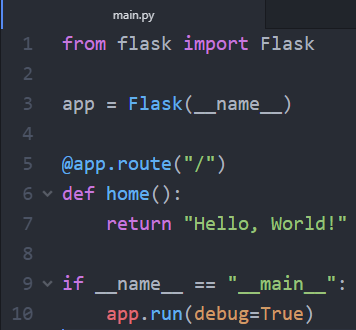 main.py
1 from flask import Flask
2
3 app = Flask(__name__)
4
5 @app.route("/")
6 def home():
7     return "Hello, World!"
8
9 if __name__ == "__main__":
10     app.run(debug=True)